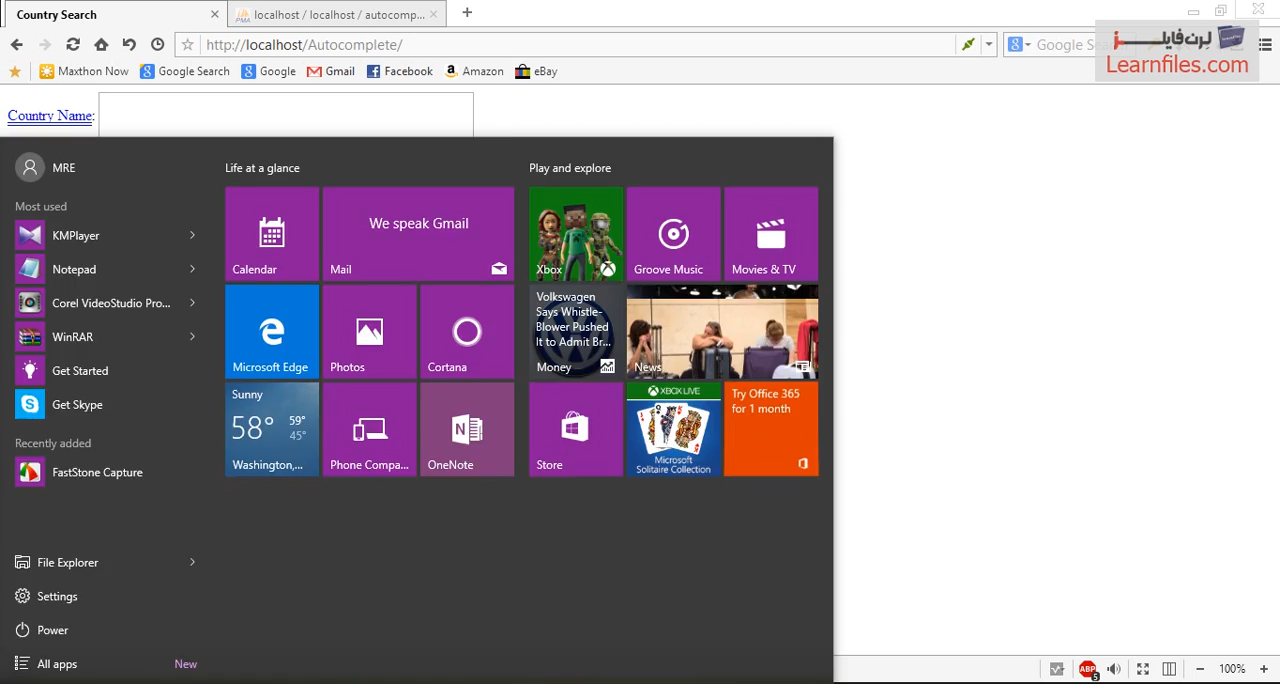 Country Search
localhost / localhost / autocomp...
http://localhost/Autocomplete/
Google Se
لرن فایلز
Learnfiles.com
Maxthon Now
Google Search
Google
Gmail
Facebook
Amazon
eBay
Country Name:
MRE
Most used
KMPlayer
Notepad
Corel VideoStudio Pro...
WinRAR
Get Started
Get Skype
Recently added
FastStone Capture
File Explorer
Settings
Power
All apps
New
Life at a glance
Calendar
We speak Gmail
Mail
Microsoft Edge
Photos
Cortana
Sunny
58°
59°
45°
Washington,...
Phone Compa...
OneNote
Play and explore
Xbox
Groove Music
Movies & TV
Volkswagen
Says Whistle-
Blower Pushed
It to Admit Br...
Money
News
Store
XBOX LIVE
Microsoft
Solitaire Collection
Try Office 365
for 1 month
ABP
5
100%